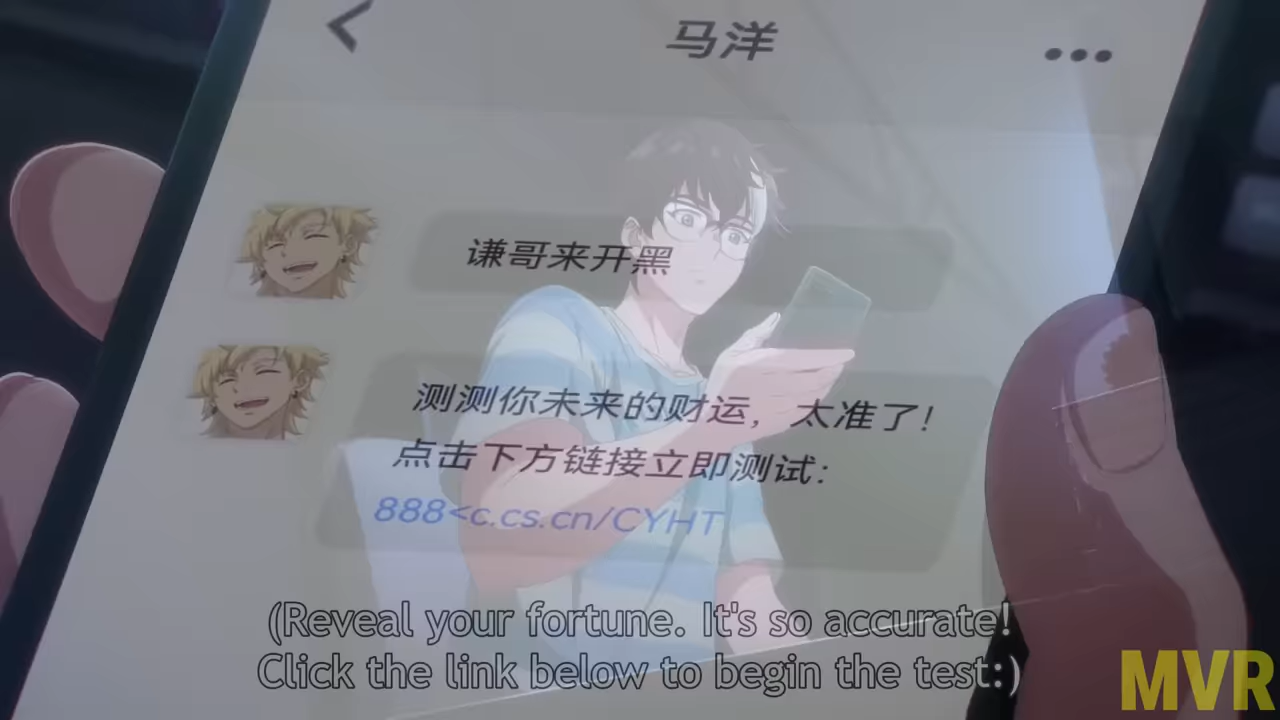 马洋
谦哥来开黑
测测你未来的财运，太准了！
点击下方链接立即测试：
888<c.cs.cn/CYHT
(Reveal your fortune. It's so accurate!
Click the link below to begin the test:)
MVR